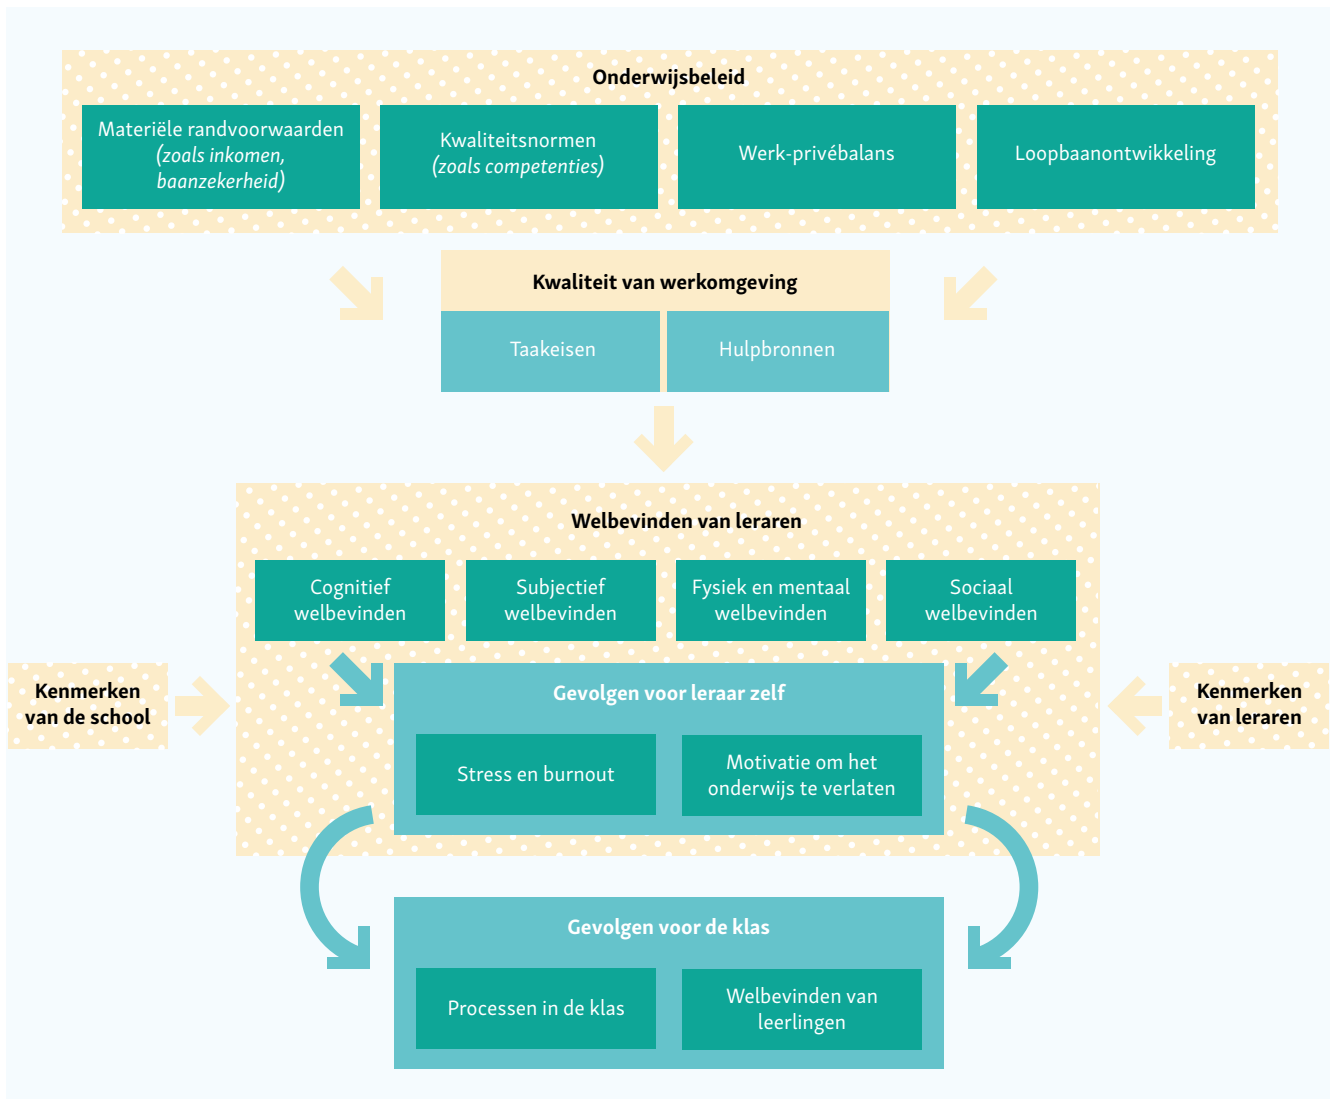 Onderwijsbeleid
Materiële randvoorwaarden
(zoals inkomen,
baanzekerheid)
Kwaliteitsnormen
(zoals competenties)
Werk-privébalans
Loopbaanontwikkeling
Kwaliteit van werkomgeving
Taakeisen
Hulpbronnen
Welbevinden van leraren
Cognitief
welbevinden
Subjectief
welbevinden
Fysiek en mentaal
welbevinden
Sociaal
welbevinden
Kenmerken
van de school
Gevolgen voor leraar zelf
Stress en burnout
Motivatie om het
onderwijs te verlaten
Kenmerken
van leraren
Gevolgen voor de klas
Processen in de klas
Welbevinden van
leerlingen